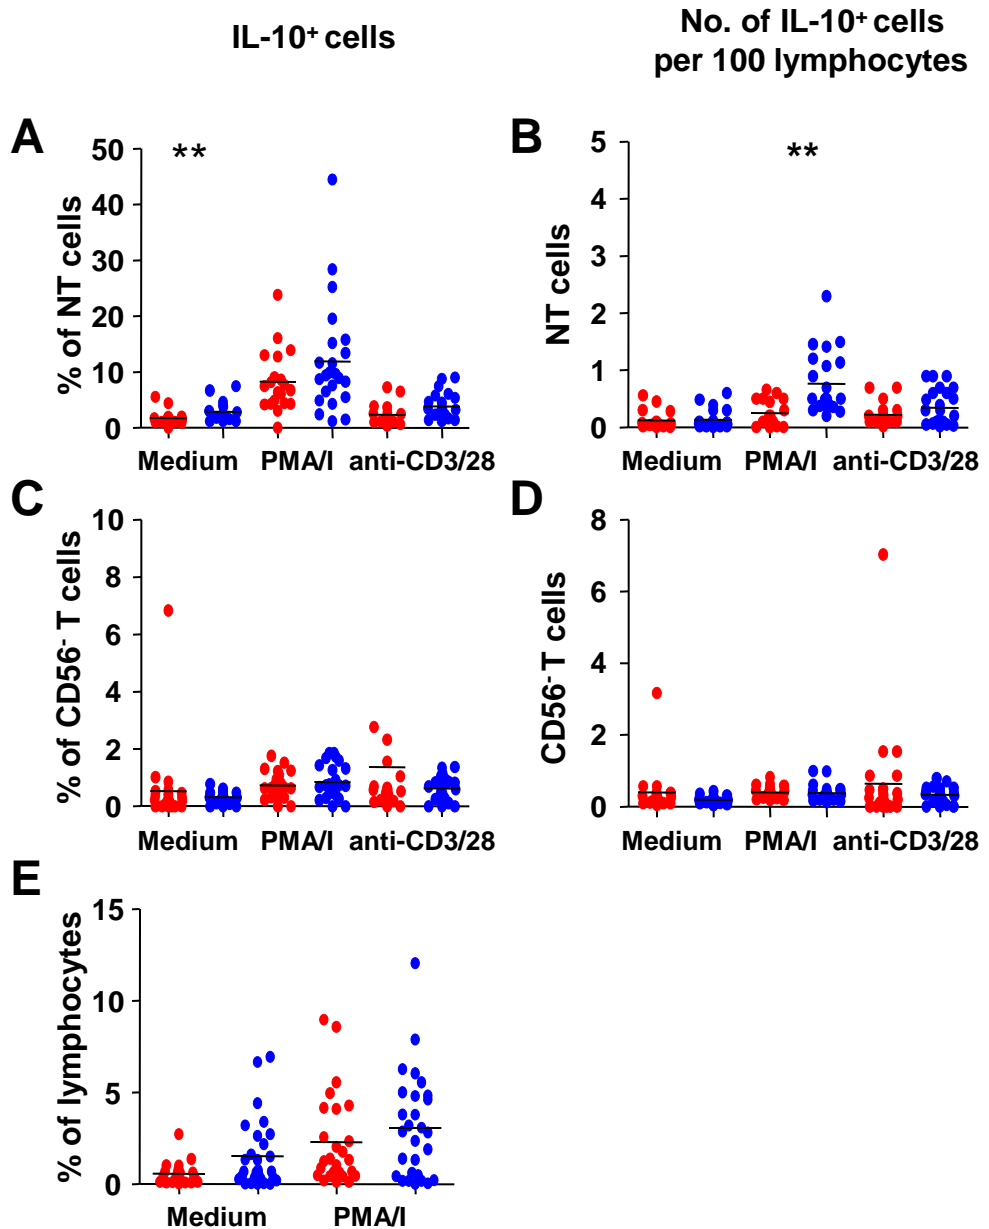 IL-10⁺ cells
No. of IL-10⁺ cells
per 100 lymphocytes
A
**
% of NT cells
50
40
30
20
10
0
Medium PMA/I anti-CD3/28
B
**
NT cells
5
4
3
2
1
0
Medium PMA/I anti-CD3/28
C
% of CD56⁻ T cells
10
8
6
4
2
0
Medium PMA/I anti-CD3/28
D
CD56⁻ T cells
8
6
4
2
0
Medium PMA/I anti-CD3/28
E
% of lymphocytes
15
10
5
0
Medium PMA/I